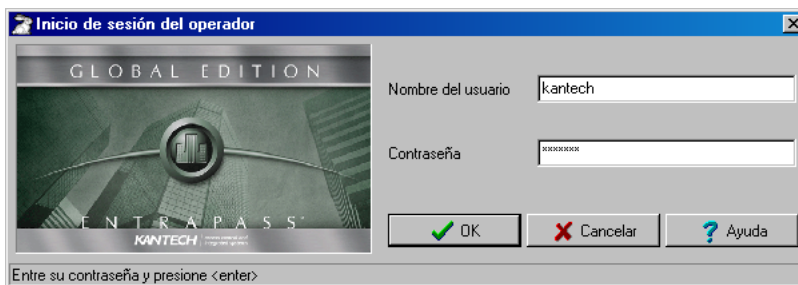 Inicio de sesión del operador
GLOBAL EDITION
Nombre del usuario
kantech
Contraseña
×××××××
ENTRAPASS
KANTECH
OK
Cancelar
? Ayuda
Entre su contraseña y presione <enter>